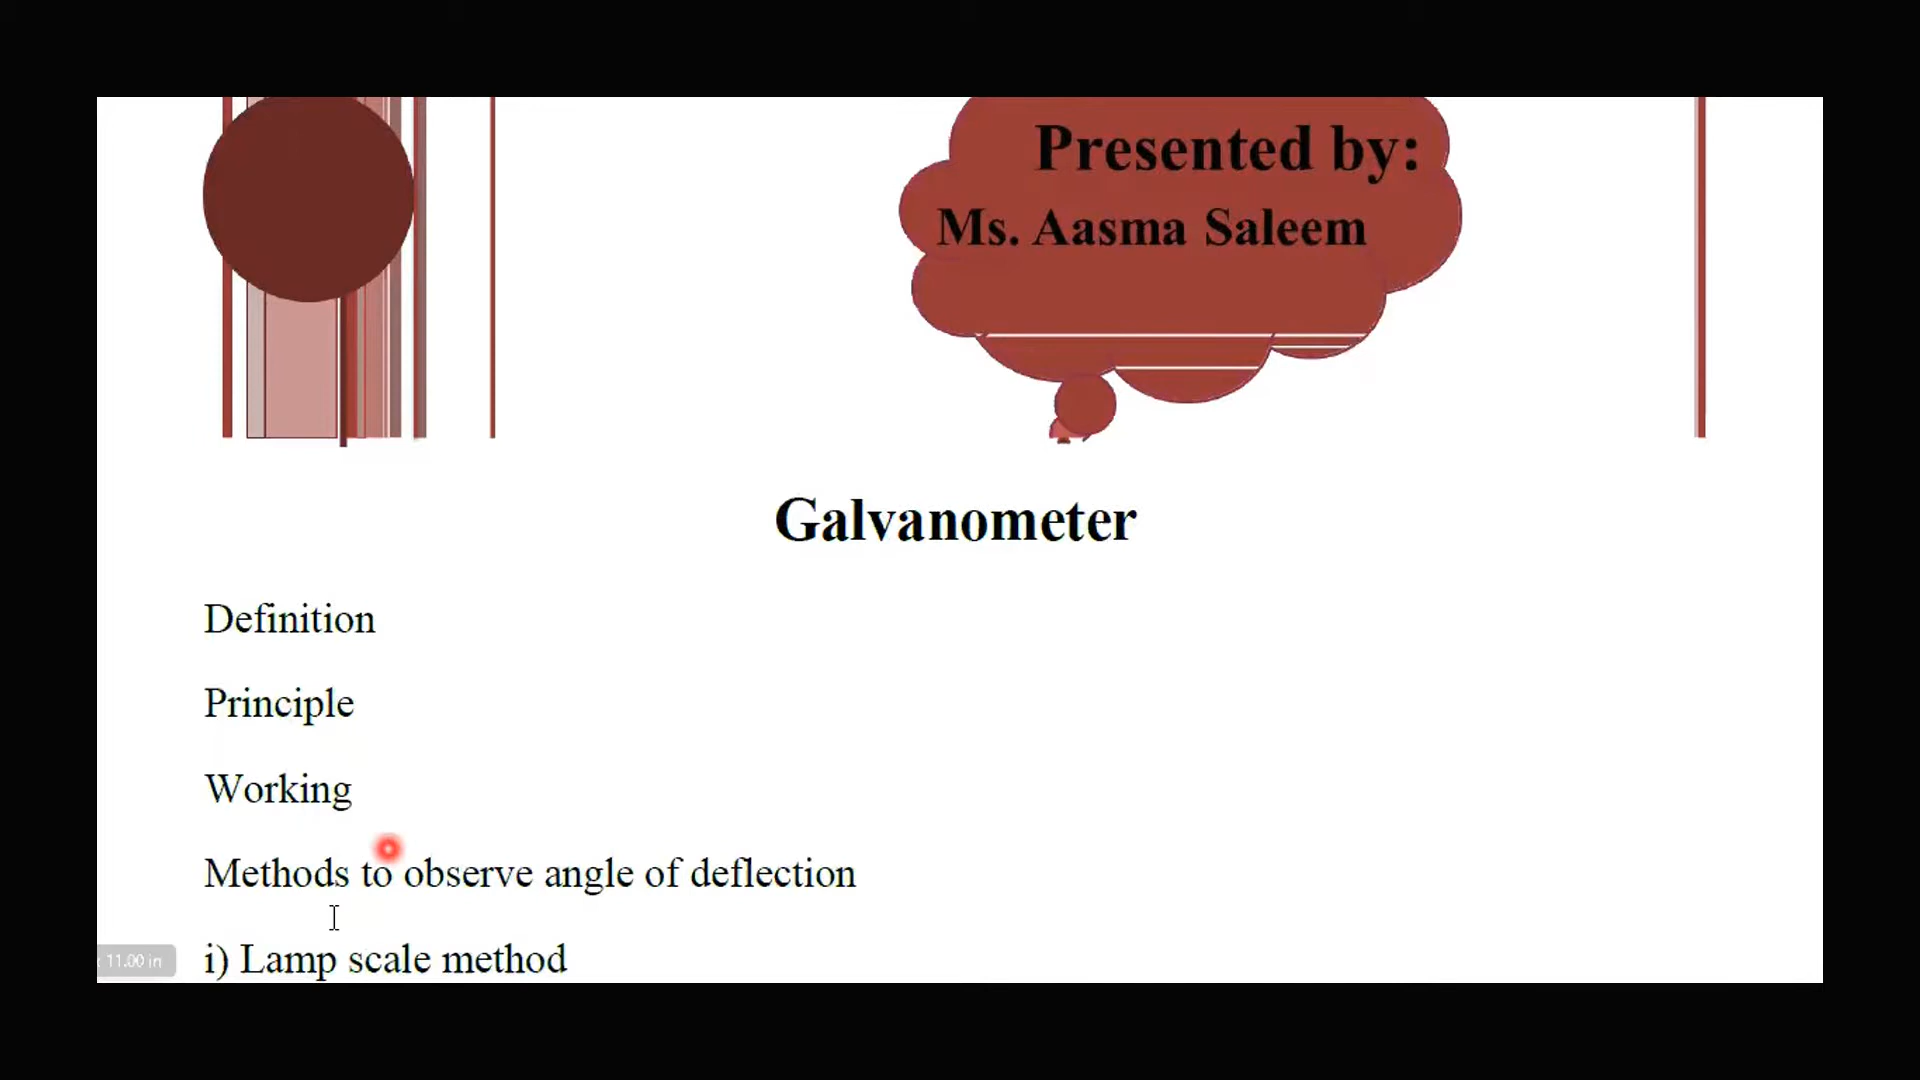 Presented by:
Ms. Aasma Saleem
Galvanometer
Definition
Principle
Working
Methods to observe angle of deflection
11.00 in
i) Lamp scale method